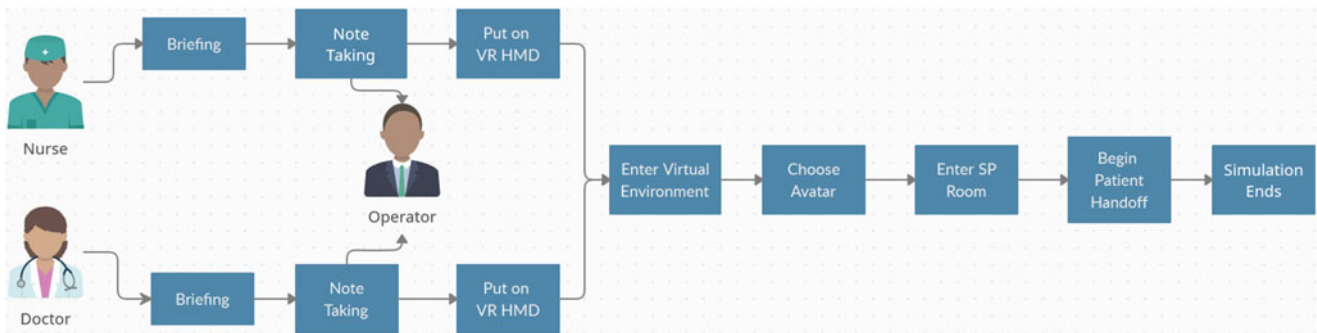 Briefing
Note
Taking
Put on
VR HMD
Nurse
Operator
Enter Virtual
Environment
Choose
Avatar
Enter SP
Room
Begin
Patient
Handoff
Simulation
Ends
Doctor
Briefing
Note
Taking
Put on
VR HMD